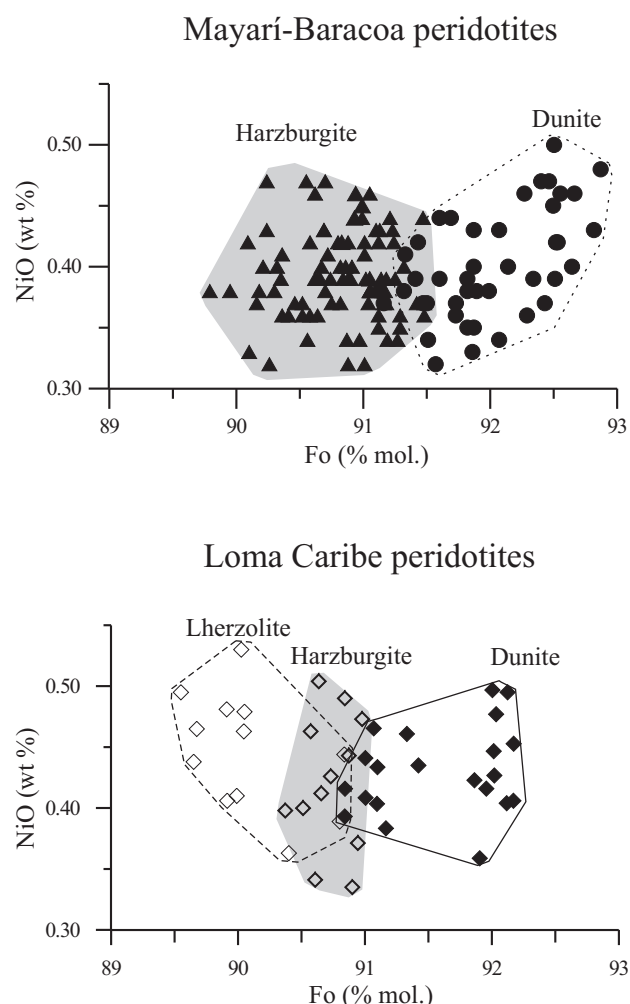 Mayarí-Baracoa peridotites
Harzburgite
Dunite
0.50
0.40
0.30
NiO (wt %)
89 90 91 92 93
Fo (% mol.)
Loma Caribe peridotites
Lherzolite
Harzburgite
Dunite
0.50
0.40
0.30
NiO (wt %)
89 90 91 92 93
Fo (% mol.)